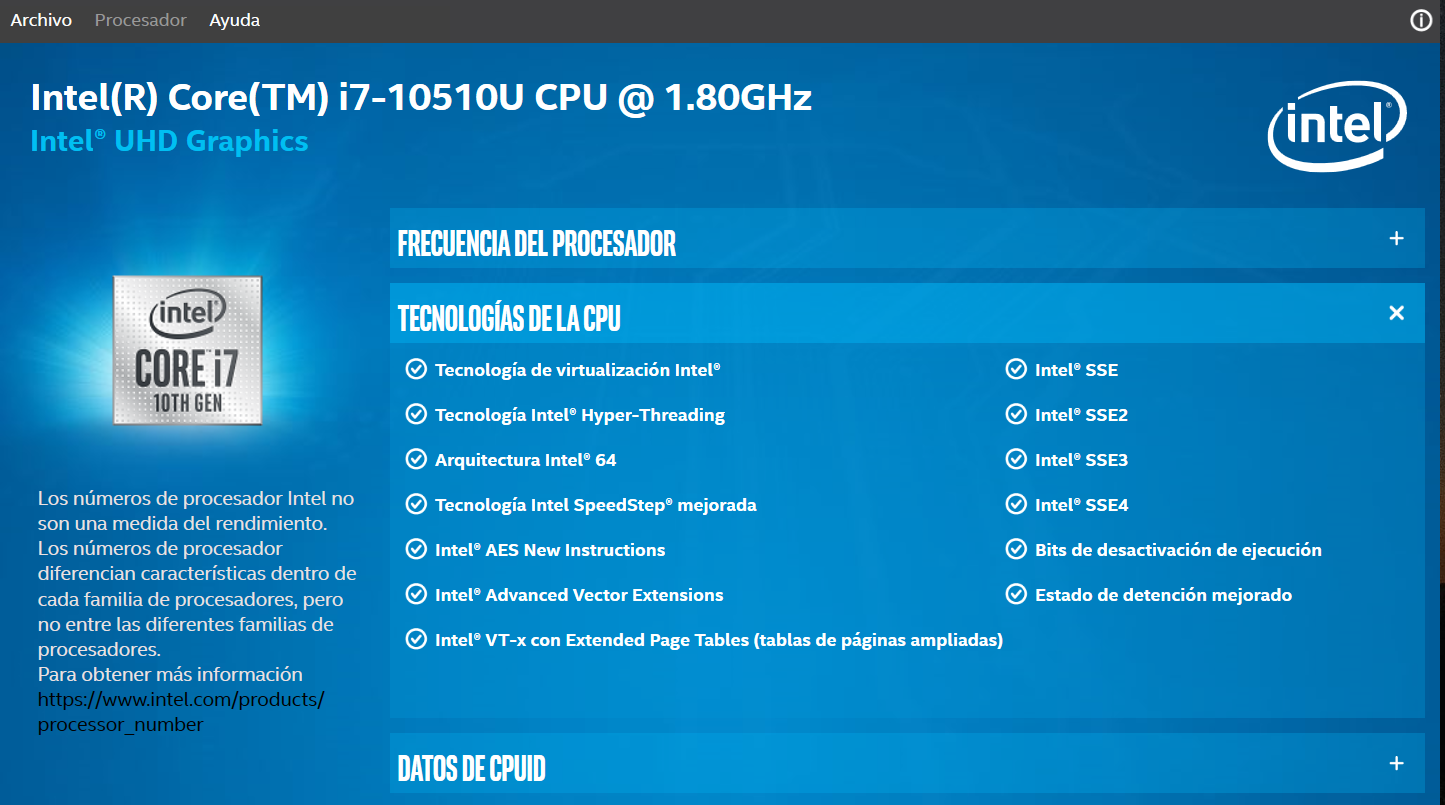 Archivo Procesador Ayuda
Intel(R) Core(TM) i7-10510U CPU @ 1.80GHz
Intel® UHD Graphics
intel®
intel®
CORE™ i7
10TH GEN
Los números de procesador Intel no
son una medida del rendimiento.
Los números de procesador
diferencian características dentro de
cada familia de procesadores, pero
no entre las diferentes familias de
procesadores.
Para obtener más información
https://www.intel.com/products/
processor_number
FRECUENCIA DEL PROCESADOR
TECNOLOGÍAS DE LA CPU
Tecnología de virtualización Intel®
Tecnología Intel® Hyper-Threading
Arquitectura Intel® 64
Tecnología Intel SpeedStep® mejorada
Intel® AES New Instructions
Intel® Advanced Vector Extensions
Intel® VT-x con Extended Page Tables (tablas de páginas ampliadas)
Intel® SSE
Intel® SSE2
Intel® SSE3
Intel® SSE4
Bits de desactivación de ejecución
Estado de detención mejorado
DATOS DE CPUID